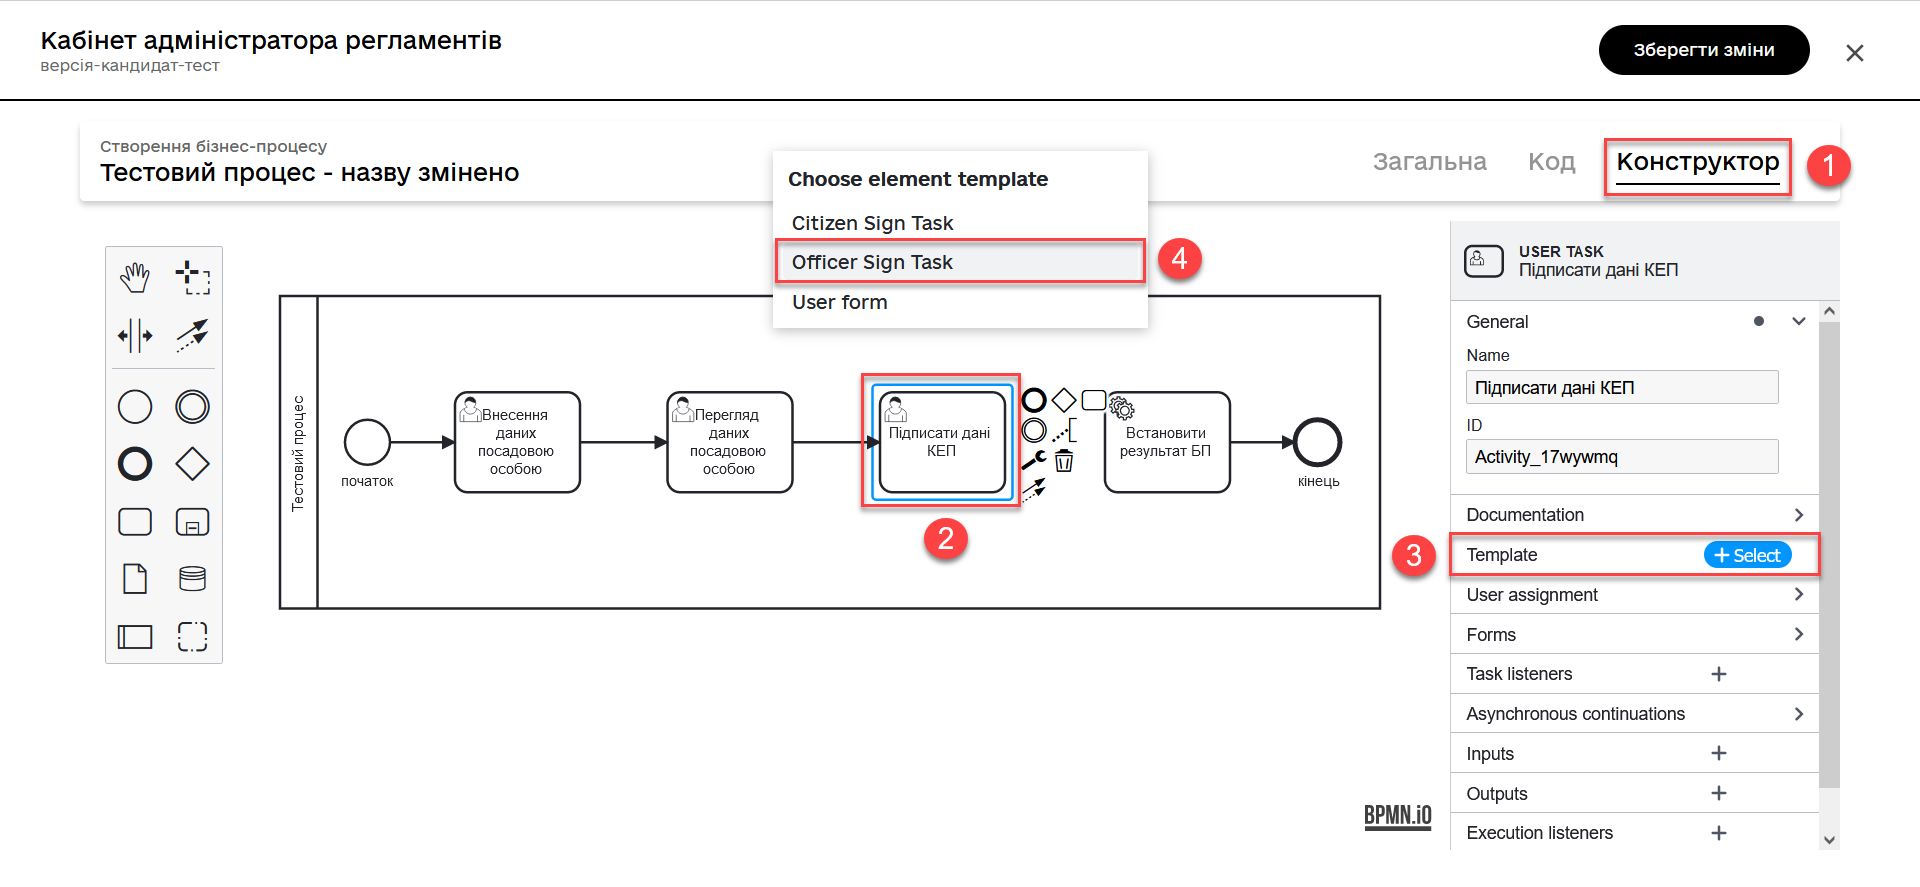 Кабінет адміністратора регламентів
версія-кандидат-тест
Зберегти зміни
Створення бізнес-процесу
Тестовий процес - назву змінено
Загальна
Код
Конструктор
1
Choose element template
Citizen Sign Task
Officer Sign Task
4
User form
Тестовий процес
початок
Внесення
даних
посадовою
особою
Перегляд
даних
посадовою
особою
Підписати дані
КЕП
2
Встановити
результат БП
кінець
BPMN.iO
USER TASK
Підписати дані КЕП
General
Name
Підписати дані КЕП
ID
Activity_17wywmq
Documentation
3
Template
Select
User assignment
Forms
Task listeners
Asynchronous continuations
Inputs
Outputs
Execution listeners